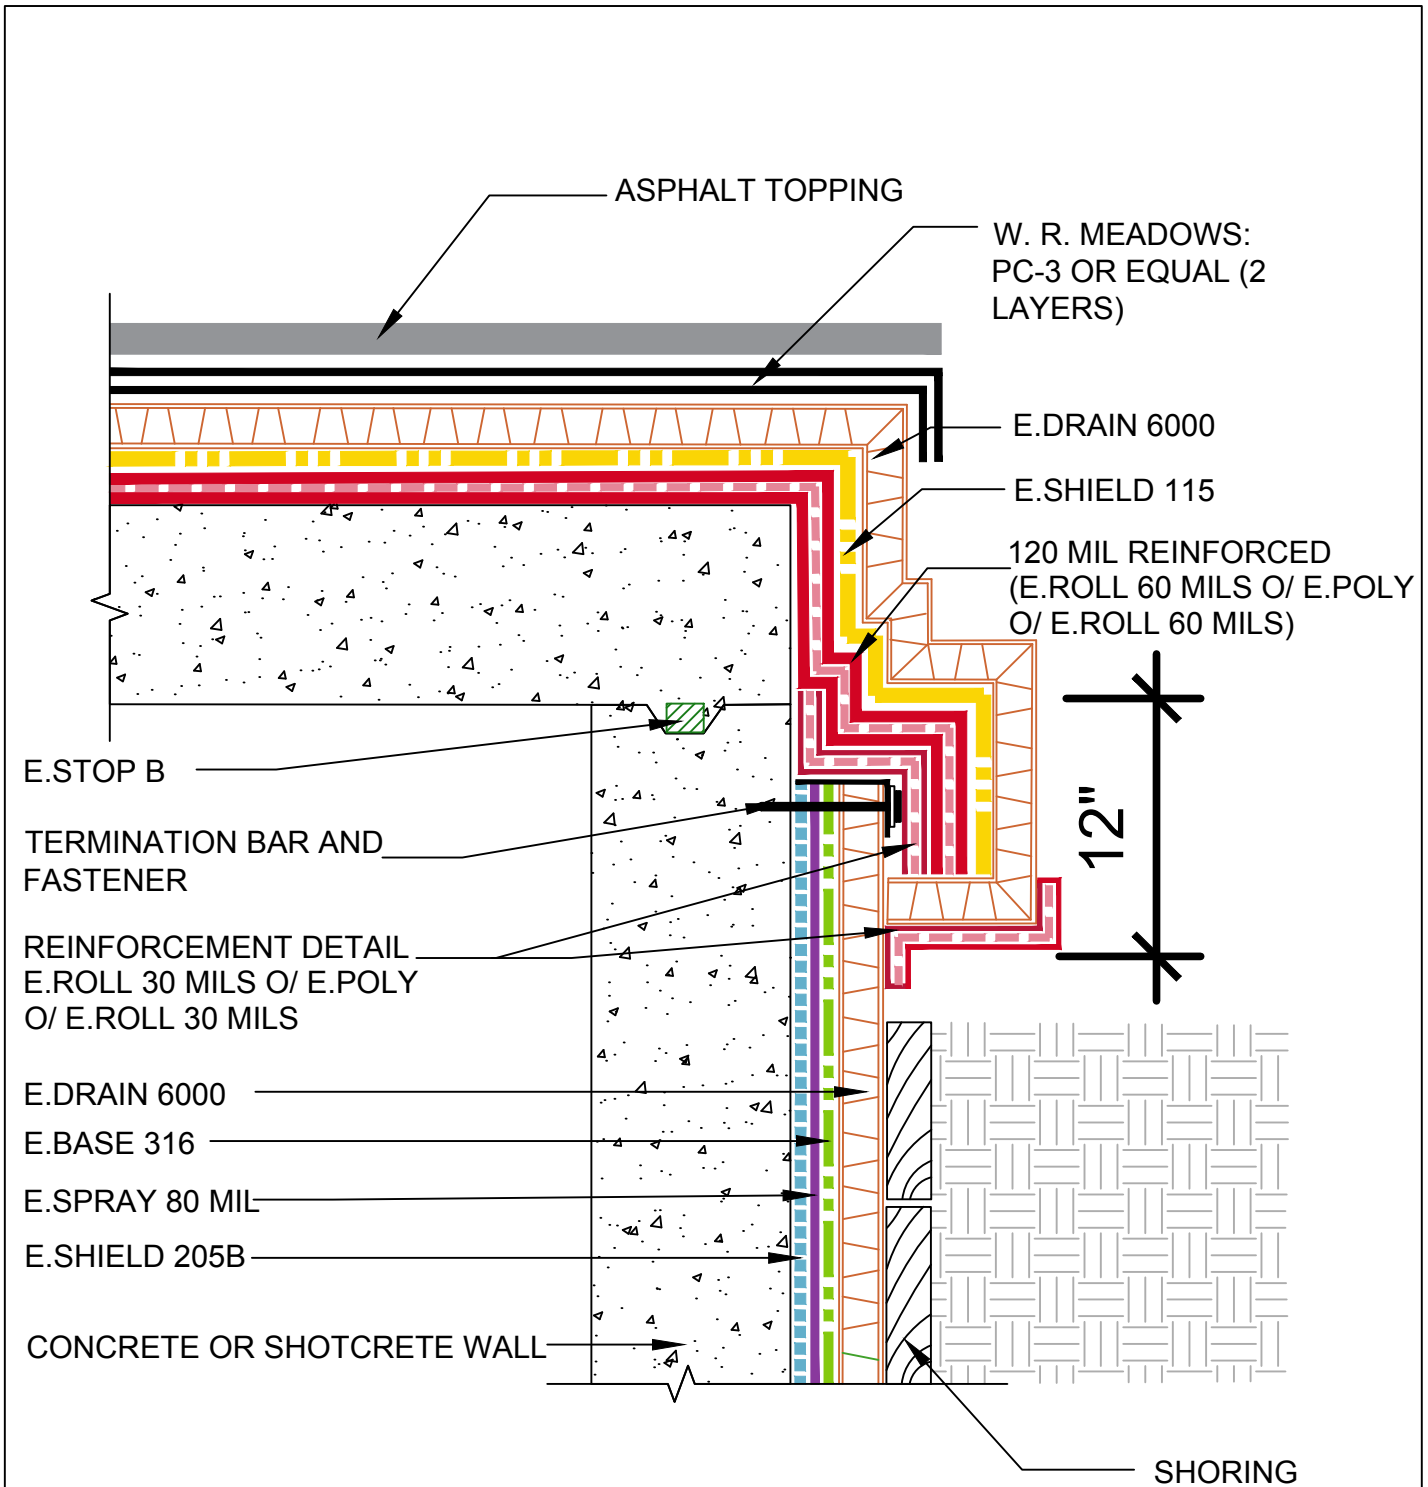 ASPHALT TOPPING
W. R. MEADOWS:
PC-3 OR EQUAL (2
LAYERS)
E.DRAIN 6000
E.SHIELD 115
120 MIL REINFORCED
(E.ROLL 60 MILS O/ E.POLY
O/ E.ROLL 60 MILS)
12"
E.STOP B
TERMINATION BAR AND
FASTENER
REINFORCEMENT DETAIL
E.ROLL 30 MILS O/ E.POLY
O/ E.ROLL 30 MILS
E.DRAIN 6000
E.BASE 316
E.SPRAY 80 MIL
E.SHIELD 205B
CONCRETE OR SHOTCRETE WALL
SHORING